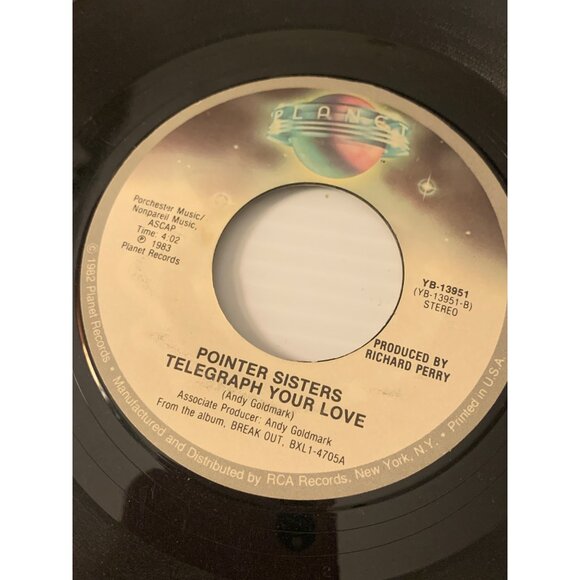 PLANET
TM
Porchester Music/
Nonpareil Music,
ASCAP
Time: 4:02
℗ 1983
Planet Records
YB-13951
(YB-13951-B)
STEREO
PRODUCED BY
RICHARD PERRY
POINTER SISTERS
TELEGRAPH YOUR LOVE
(Andy Goldmark)
Associate Producer: Andy Goldmark
From the album, BREAK OUT, BXL1-4705A
© 1982 Planet Records • Manufactured and Distributed by RCA Records, New York, N.Y. • Printed in U.S.A.